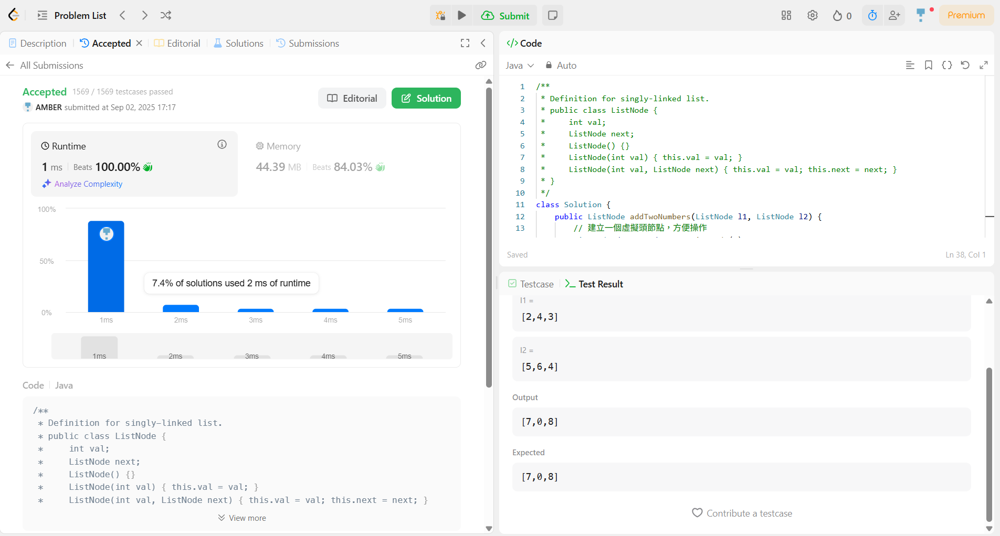 Problem List
Submit
0
Premium
Description
Accepted
Editorial
Solutions
Submissions
All Submissions
Accepted 1569 / 1569 testcases passed
AMBER submitted at Sep 02, 2025 17:17
Editorial
Solution
Runtime
1 ms Beats 100.00%
Analyze Complexity
Memory
44.39 MB Beats 84.03%
100%
50%
0%
7.4% of solutions used 2 ms of runtime
1ms 2ms 3ms 4ms 5ms
1ms 2ms 3ms 4ms 5ms
Code Java
/**
 * Definition for singly-linked list.
 * public class ListNode {
 *     int val;
 *     ListNode next;
 *     ListNode() {}
 *     ListNode(int val) { this.val = val; }
 *     ListNode(int val, ListNode next) { this.val = val; this.next = next; }
View more
</> Code
Java
Auto
1 /**
2  * Definition for singly-linked list.
3  * public class ListNode {
4  *     int val;
5  *     ListNode next;
6  *     ListNode() {}
7  *     ListNode(int val) { this.val = val; }
8  *     ListNode(int val, ListNode next) { this.val = val; this.next = next; }
9  * }
10  */
11 class Solution {
12     public ListNode addTwoNumbers(ListNode l1, ListNode l2) {
13         // 建立一個虛擬頭節點，方便操作
Saved
Ln 38, Col 1
Testcase
Test Result
l1 =
[2,4,3]
l2 =
[5,6,4]
Output
[7,0,8]
Expected
[7,0,8]
Contribute a testcase